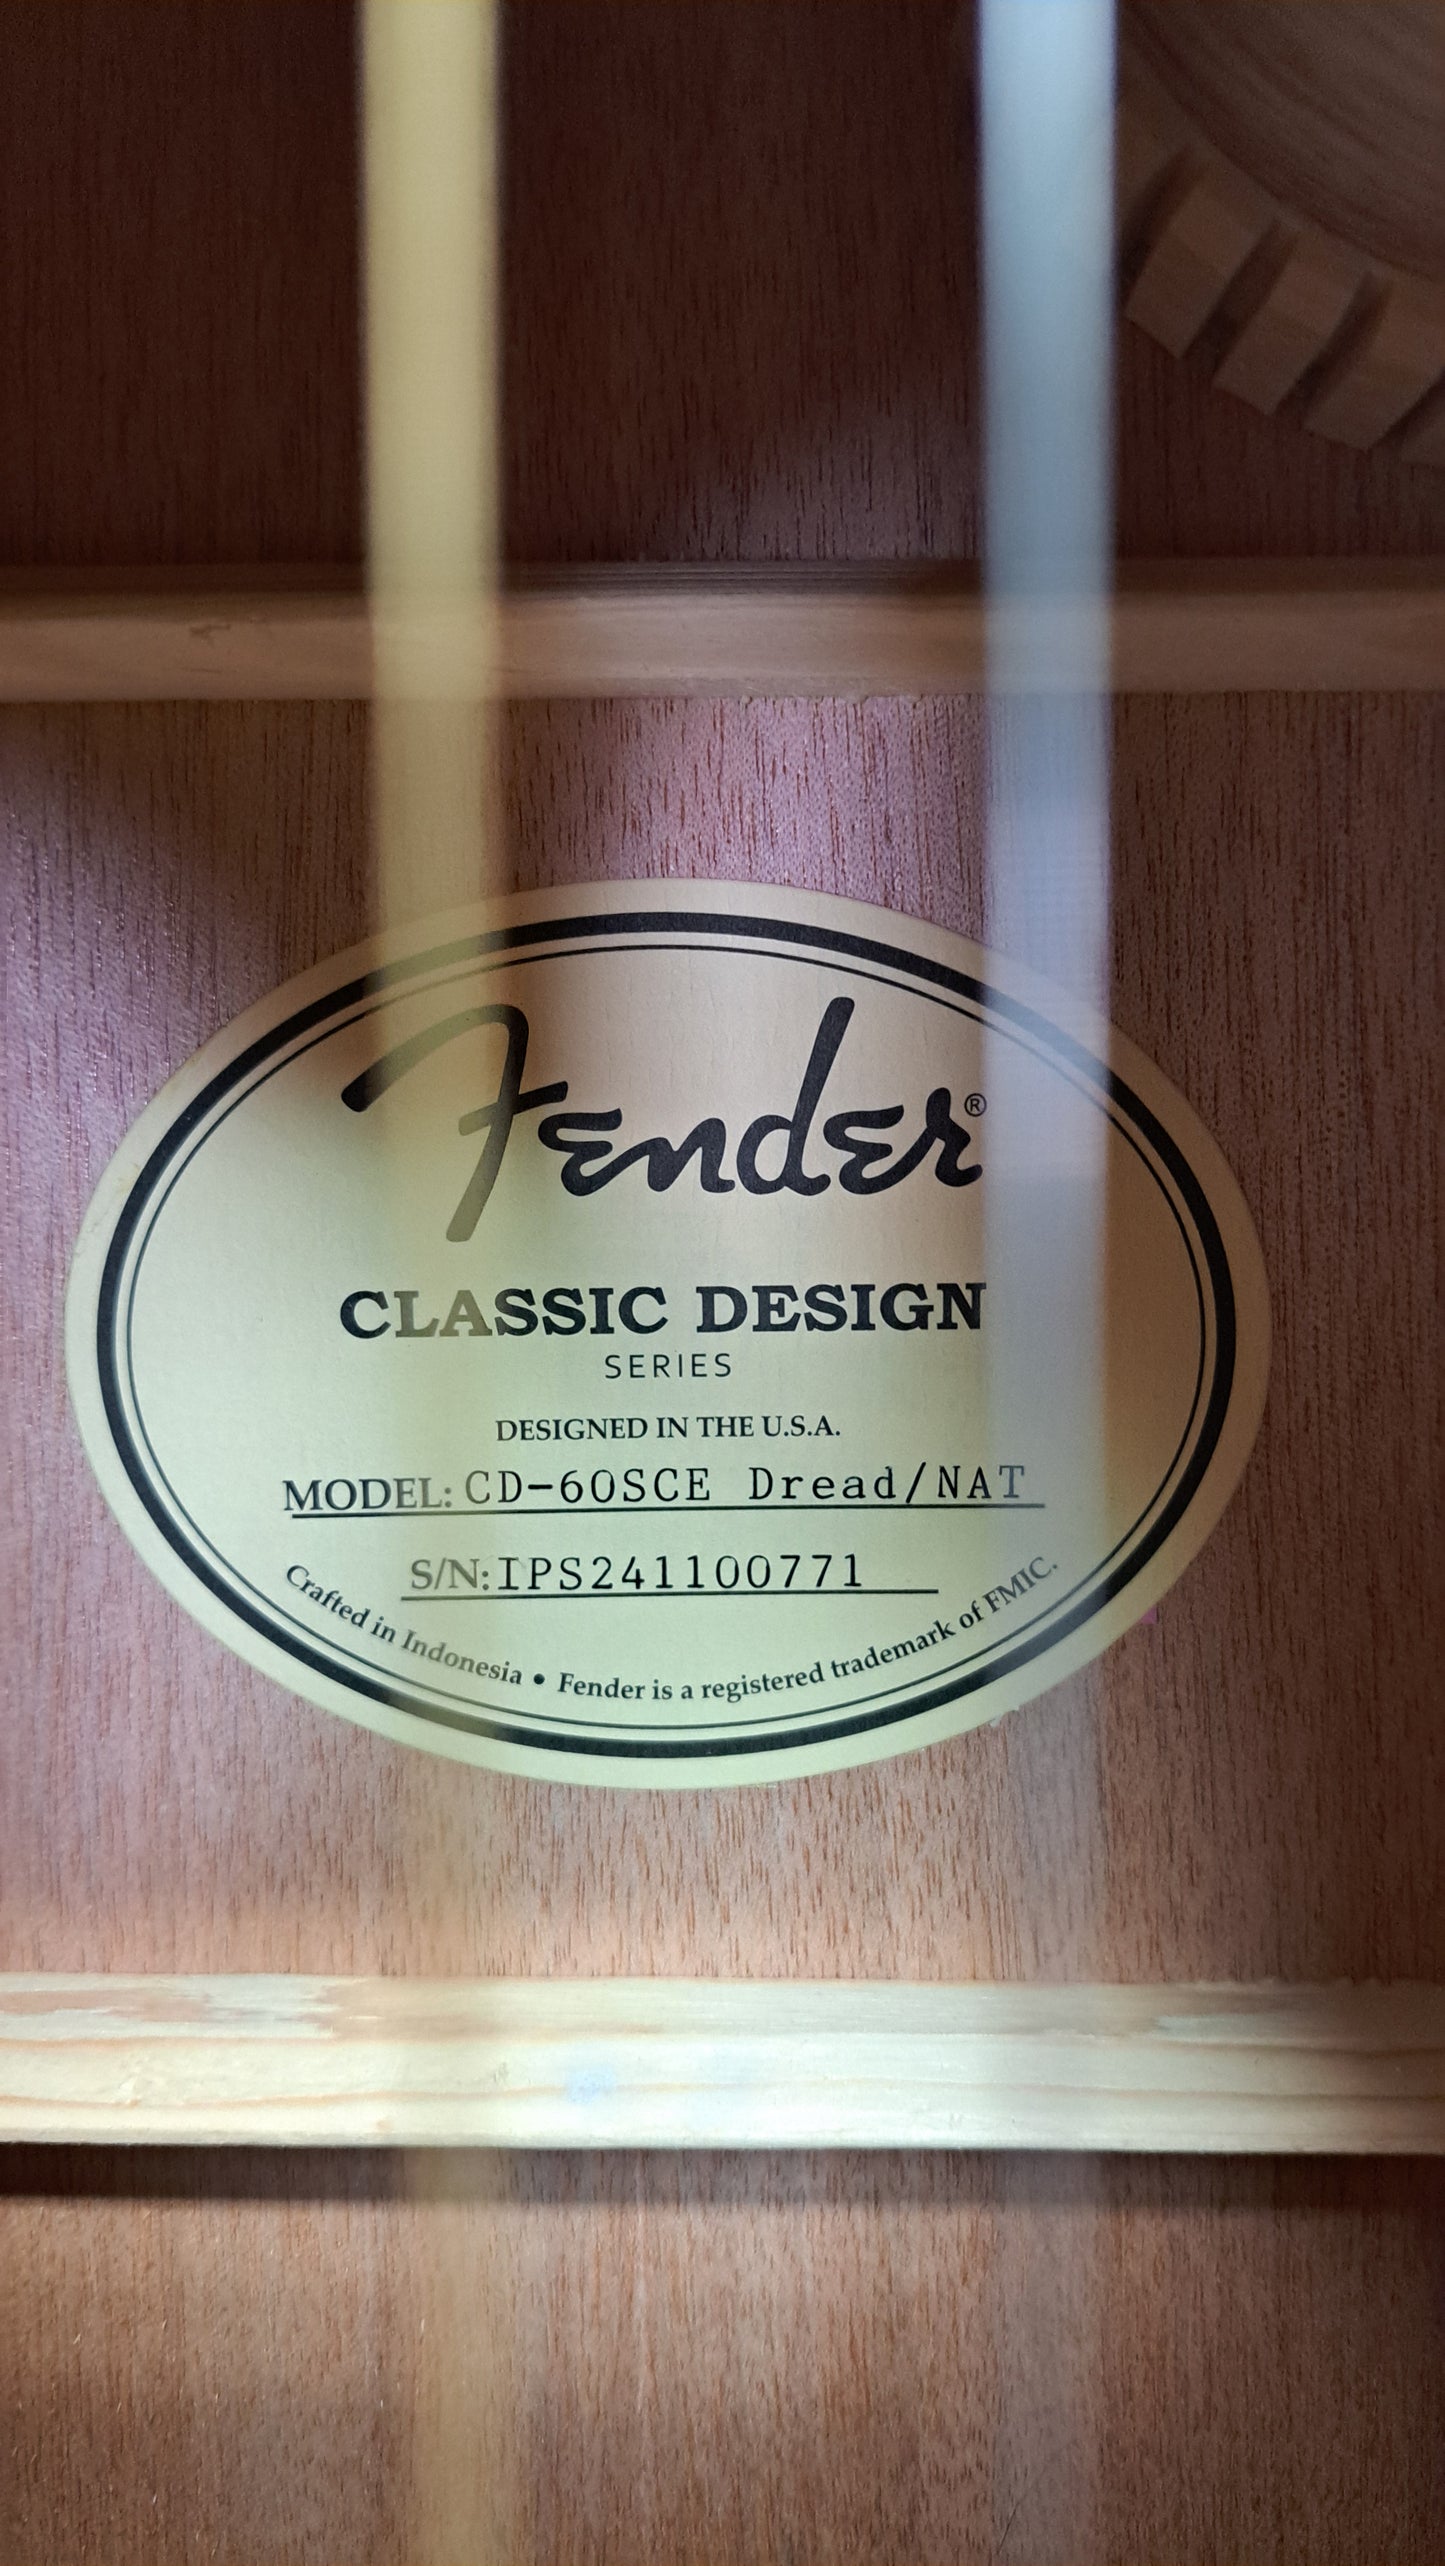 Fender®
CLASSIC DESIGN
SERIES
DESIGNED IN THE U.S.A.
MODEL: CD-60SCE Dread/NAT
S/N: IPS241100771
Crafted in Indonesia • Fender is a registered trademark of FMIC.